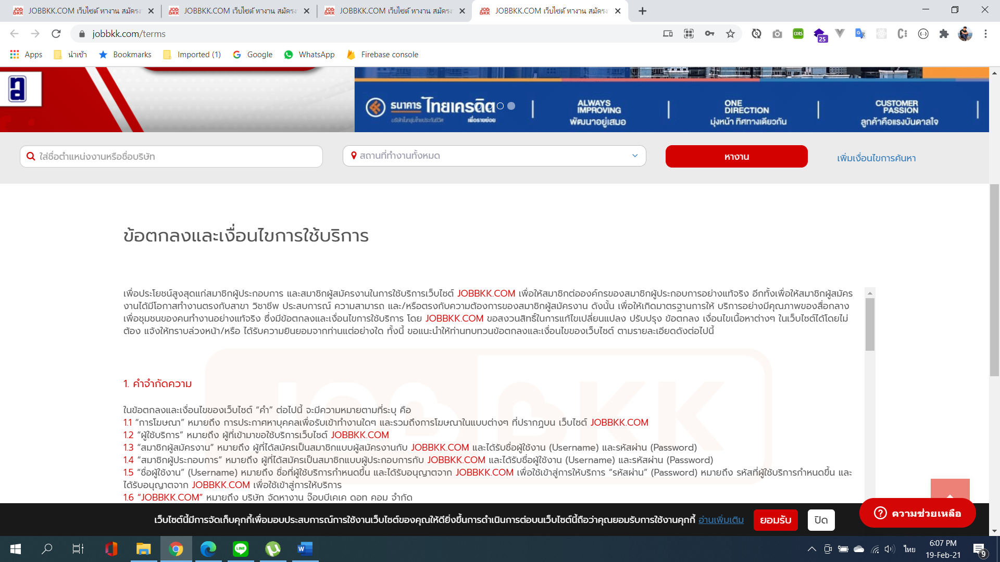 JOBBKK.COM เว็บไซต์ หางาน สมัครง
JOBBKK.COM เว็บไซต์ หางาน สมัครง
JOBBKK.COM เว็บไซต์ หางาน สมัครง
JOBBKK.COM เว็บไซต์ หางาน สมัครง
jobbkk.com/terms
CORS
25
Apps
นำเข้า
Bookmarks
Imported (1)
Google
WhatsApp
Firebase console
ธนาคาร ไทยเครดิต
เพื่อรายย่อย
ALWAYS IMPROVING
พัฒนาอยู่เสมอ
ONE DIRECTION
มุ่งหน้า ทิศทางเดียวกัน
CUSTOMER PASSION
ลูกค้าคือแรงบันดาลใจ
ใส่ชื่อตำแหน่งงานหรือชื่อบริษัท
สถานที่ทำงานทั้งหมด
หางาน
เพิ่มเงื่อนไขการค้นหา
ข้อตกลงและเงื่อนไขการใช้บริการ
เพื่อประโยชน์สูงสุดแก่สมาชิกผู้ประกอบการ และสมาชิกผู้สมัครงานในการใช้บริการเว็บไซต์ JOBBKK.COM เพื่อให้สมาชิกต่อองค์กรของสมาชิกผู้ประกอบการอย่างแท้จริง อีกทั้งเพื่อให้สมาชิกผู้สมัคร
งานได้มีโอกาสทำงานตรงกับสาขา วิชาชีพ ประสบการณ์ ความสามารถ และ/หรือตรงกับความต้องการของสมาชิกผู้สมัครงาน ดังนั้น เพื่อให้เกิดมาตรฐานการให้ บริการอย่างมีคุณภาพของสื่อกลาง
เพื่อชุมชนของคนทำงานอย่างแท้จริง ซึ่งมีข้อตกลงและเงื่อนไขการใช้บริการ โดย JOBBKK.COM ขอสงวนสิทธิ์ในการแก้ไขเปลี่ยนแปลง ปรับปรุง ข้อตกลง เงื่อนไขเนื้อหาต่างๆ ในเว็บไซต์ได้โดยไม่
ต้อง แจ้งให้ทราบล่วงหน้า/หรือ ได้รับความยินยอมจากท่านแต่อย่างใด ทั้งนี้ ขอแนะนำให้ท่านทบทวนข้อตกลงและเงื่อนไขของเว็บไซต์ ตามรายละเอียดดังต่อไปนี้
JOBBKK
1. คำจำกัดความ
ในข้อตกลงและเงื่อนไขของเว็บไซต์ “คำ” ต่อไปนี้ จะมีความหมายตามที่ระบุ คือ
1.1 “การโฆษณา” หมายถึง การประกาศหาบุคคลเพื่อรับเข้าทำงานใดๆ และรวมถึงการโฆษณาในแบบต่างๆ ที่ปรากฏบน เว็บไซต์ JOBBKK.COM
1.2 “ผู้ใช้บริการ” หมายถึง ผู้ที่เข้ามาขอใช้บริการเว็บไซต์ JOBBKK.COM
1.3 “สมาชิกผู้สมัครงาน” หมายถึง ผู้ที่ได้สมัครเป็นสมาชิกแบบผู้สมัครงานกับ JOBBKK.COM และได้รับชื่อผู้ใช้งาน (Username) และรหัสผ่าน (Password)
1.4 “สมาชิกผู้ประกอบการ” หมายถึง ผู้ที่ได้สมัครเป็นสมาชิกแบบผู้ประกอบการกับ JOBBKK.COM และได้รับชื่อผู้ใช้งาน (Username) และรหัสผ่าน (Password)
1.5 “ชื่อผู้ใช้งาน” (Username) หมายถึง ชื่อที่ผู้ใช้บริการกำหนดขึ้น และได้รับอนุญาตจาก JOBBKK.COM เพื่อใช้เข้าสู่การให้บริการ “รหัสผ่าน” (Password) หมายถึง รหัสที่ผู้ใช้บริการกำหนดขึ้น และ
ได้รับอนุญาตจาก JOBBKK.COM เพื่อใช้เข้าสู่การให้บริการ
1.6 “JOBBKK.COM” หมายถึง บริษัท จัดหางาน จ๊อบบีเคเค ดอท คอม จำกัด
เว็บไซต์นี้มีการจัดเก็บคุกกี้เพื่อมอบประสบการณ์การใช้งานเว็บไซต์ของคุณให้ดียิ่งขึ้นการดำเนินการต่อบนเว็บไซต์นี้ถือว่าคุณยอมรับการใช้งานคุกกี้ อ่านเพิ่มเติม
ยอมรับ
ปิด
ความช่วยเหลือ
ไทย
6:07 PM
19-Feb-21
9